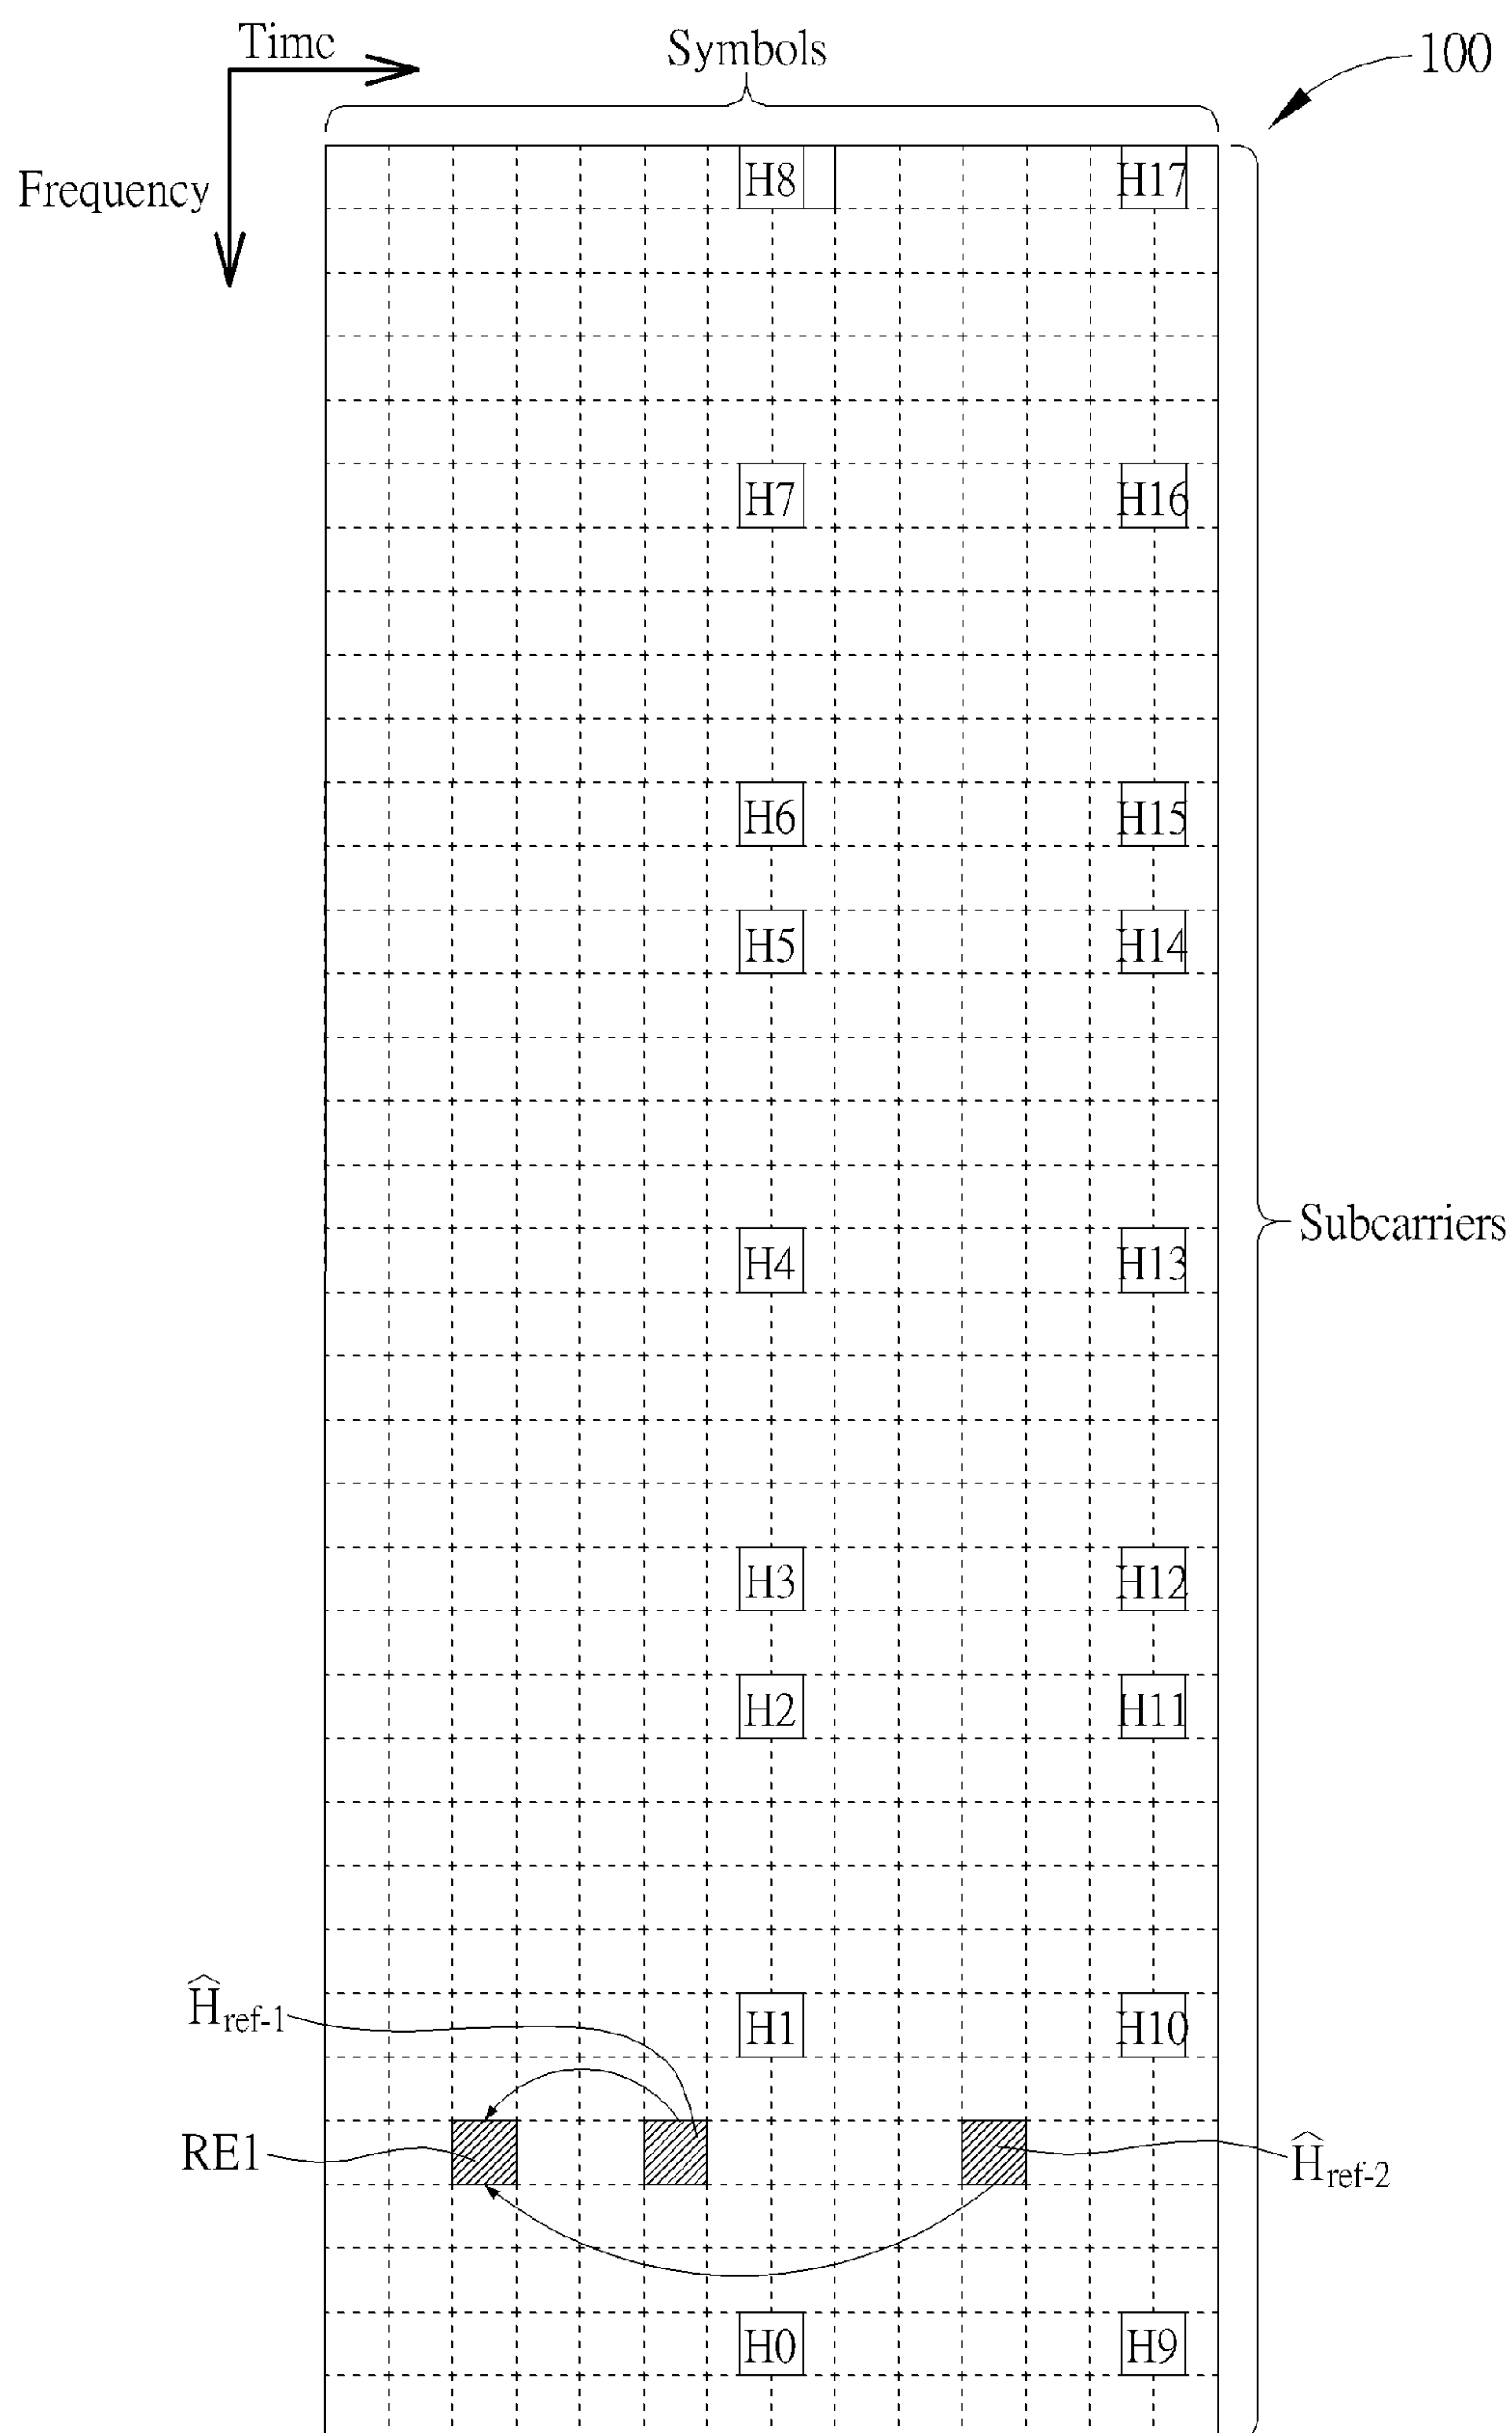 Time
Symbols
100
Frequency
H8 H17
H7 H16
H6 H15
H5 H14
H4 H13
Subcarriers
H3 H12
H2 H11
Ĥref-1
H1 H10
RE1
Ĥref-2
H0 H9